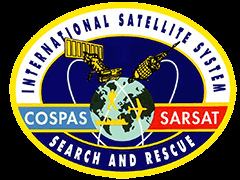 INTERNATIONAL SATELLITE SYSTEM
COSPAS SARSAT
SEARCH AND RESCUE